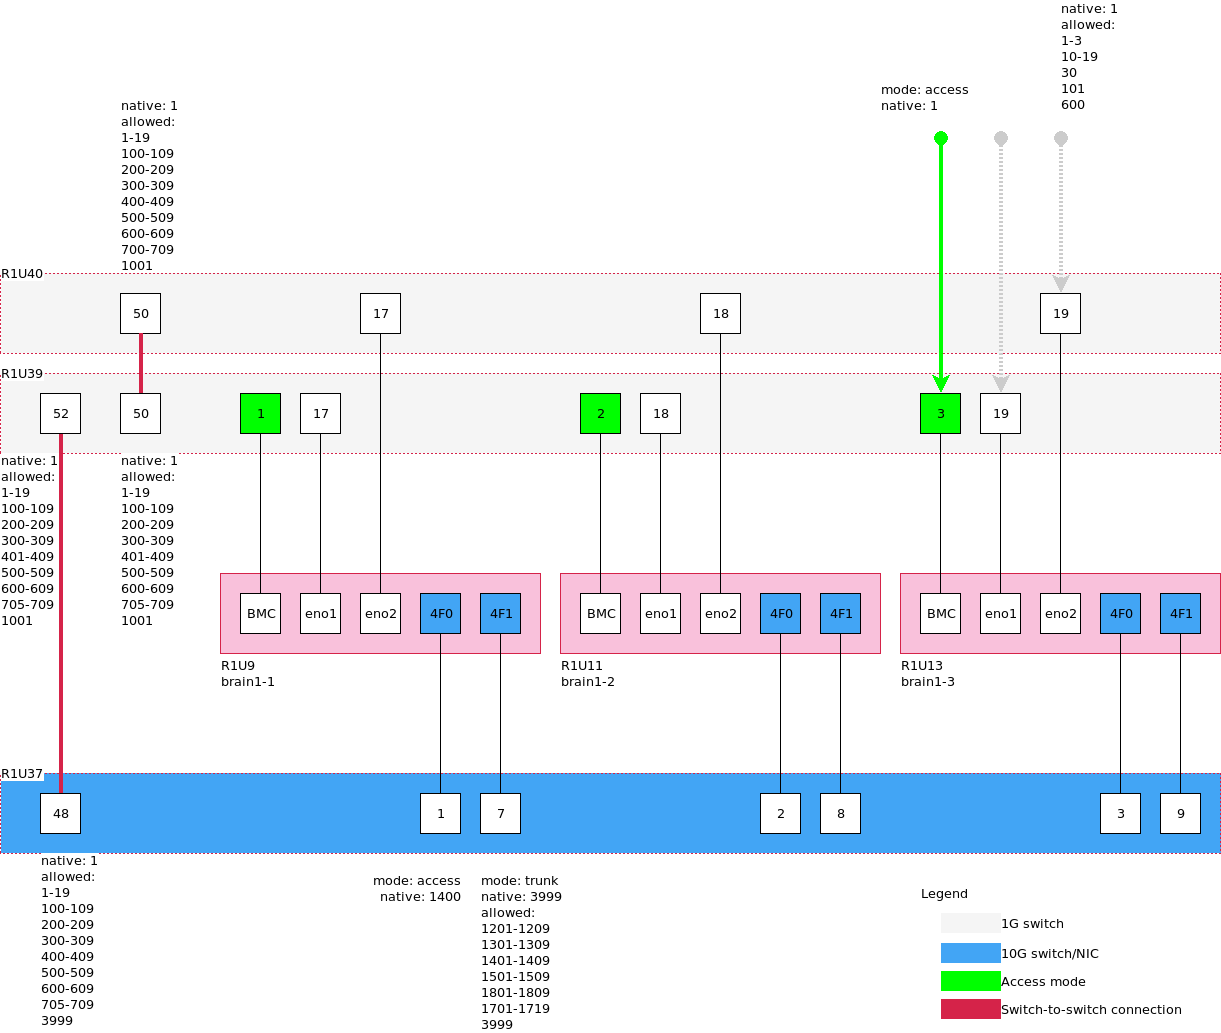 native: 1
allowed:
1-3
10-19
30
101
600
mode: access
native: 1
native: 1
allowed:
1-19
100-109
200-209
300-309
400-409
500-509
600-609
700-709
1001
R1U40
50
17
18
19
R1U39
52
50
1
17
2
18
3
19
native: 1
allowed:
1-19
100-109
200-209
300-309
401-409
500-509
600-609
705-709
1001
native: 1
allowed:
1-19
100-109
200-209
300-309
401-409
500-509
600-609
705-709
1001
BMC
eno1
eno2
4F0
4F1
R1U9
brain1-1
BMC
eno1
eno2
4F0
4F1
R1U11
brain1-2
BMC
eno1
eno2
4F0
4F1
R1U13
brain1-3
R1U37
48
1
7
2
8
3
9
native: 1
allowed:
1-19
100-109
200-209
300-309
400-409
500-509
600-609
705-709
3999
mode: access
native: 1400
mode: trunk
native: 3999
allowed:
1201-1209
1301-1309
1401-1409
1501-1509
1801-1809
1701-1719
3999
Legend
1G switch
10G switch/NIC
Access mode
Switch-to-switch connection